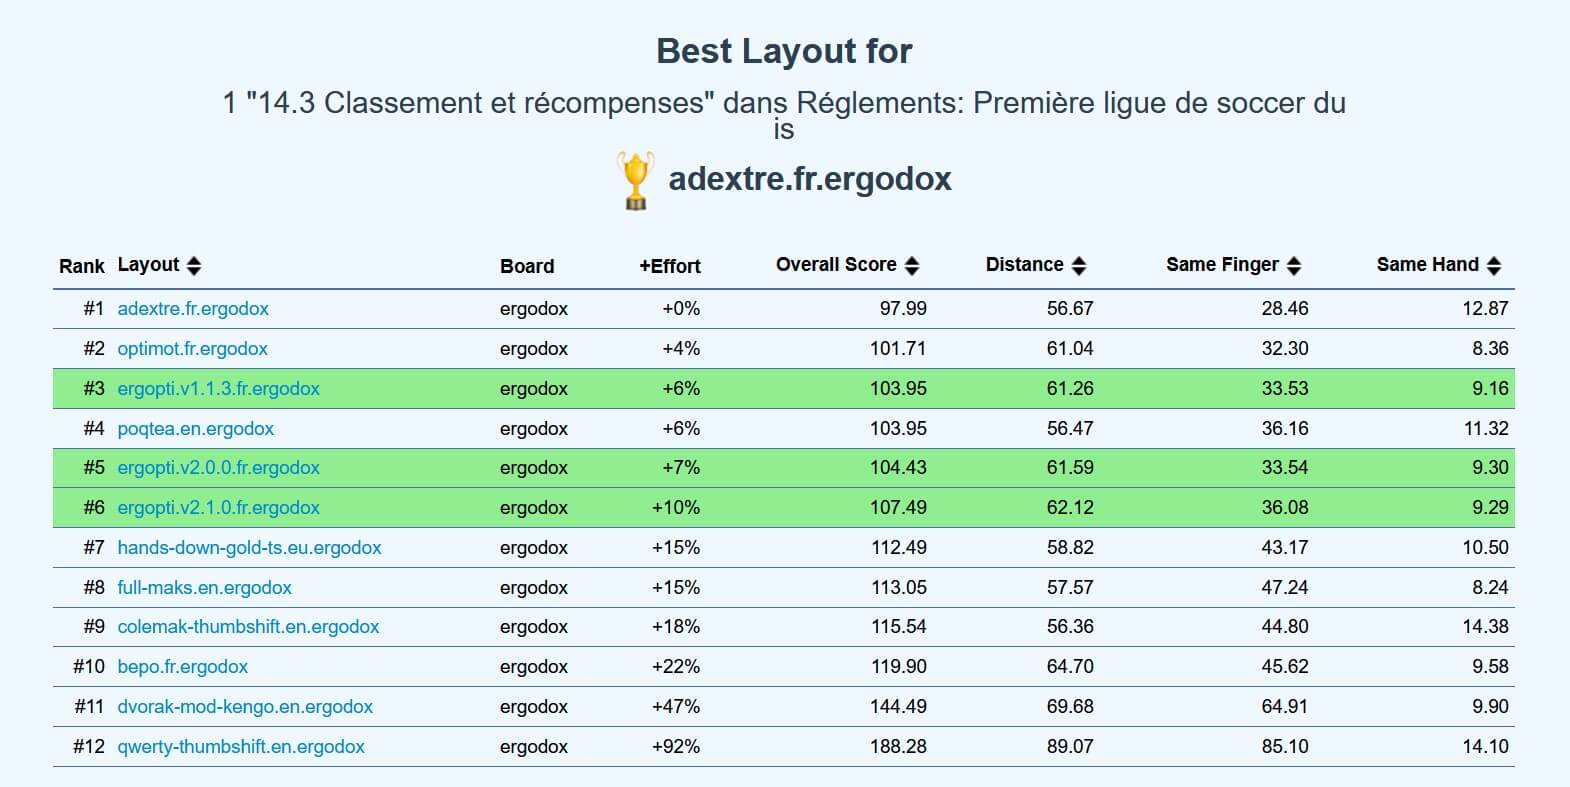 Best Layout for
1 "14.3 Classement et récompenses" dans Réglements: Première ligue de soccer du
is
adextre.fr.ergodox
Rank Layout Board +Effort Overall Score Distance Same Finger Same Hand
#1 adextre.fr.ergodox ergodox +0% 97.99 56.67 28.46 12.87
#2 optimot.fr.ergodox ergodox +4% 101.71 61.04 32.30 8.36
#3 ergopti.v1.1.3.fr.ergodox ergodox +6% 103.95 61.26 33.53 9.16
#4 poqtea.en.ergodox ergodox +6% 103.95 56.47 36.16 11.32
#5 ergopti.v2.0.0.fr.ergodox ergodox +7% 104.43 61.59 33.54 9.30
#6 ergopti.v2.1.0.fr.ergodox ergodox +10% 107.49 62.12 36.08 9.29
#7 hands-down-gold-ts.eu.ergodox ergodox +15% 112.49 58.82 43.17 10.50
#8 full-maks.en.ergodox ergodox +15% 113.05 57.57 47.24 8.24
#9 colemak-thumbshift.en.ergodox ergodox +18% 115.54 56.36 44.80 14.38
#10 bepo.fr.ergodox ergodox +22% 119.90 64.70 45.62 9.58
#11 dvorak-mod-kengo.en.ergodox ergodox +47% 144.49 69.68 64.91 9.90
#12 qwerty-thumbshift.en.ergodox ergodox +92% 188.28 89.07 85.10 14.10